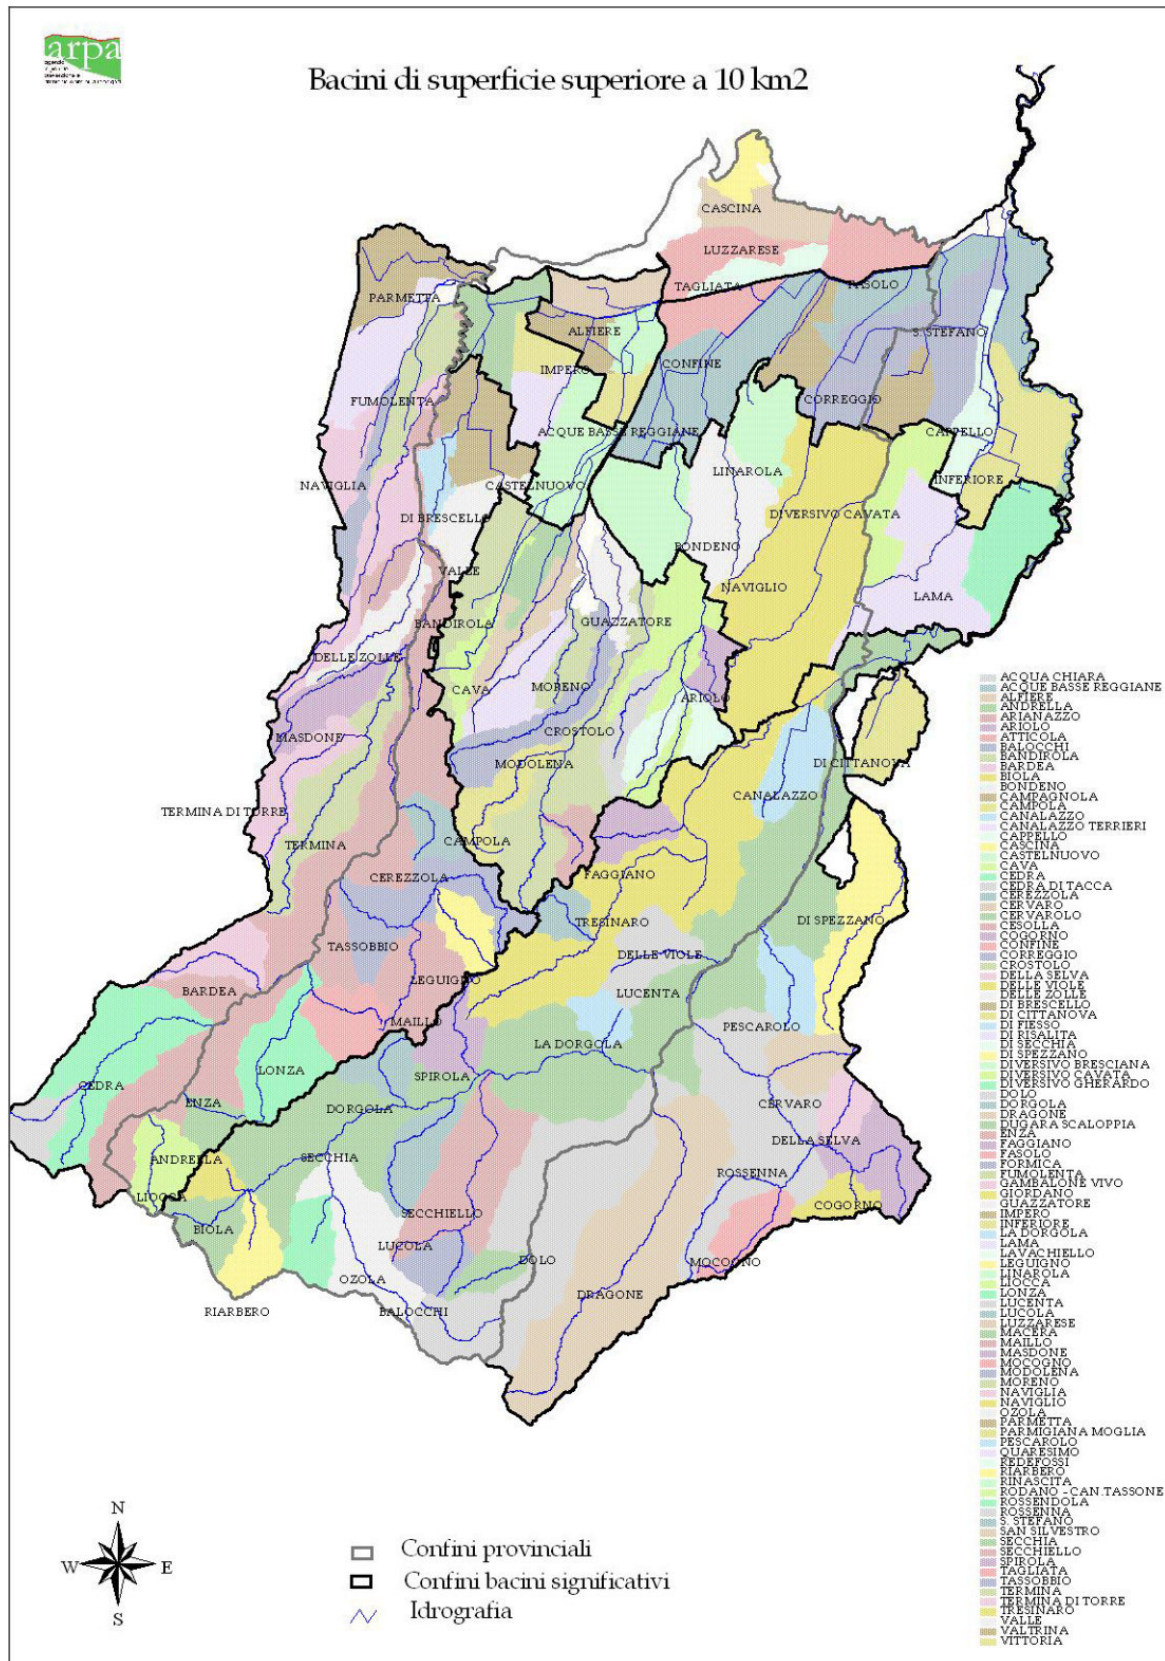 arpa
Bacini di superficie superiore a 10 km2
CASCINA
LUZZARESE
TAGLIATA
FASOLO
PARMETTA
ALFIERE
S. STEFANO
IMPERO
CONFINE
FUMOLENTA
CORREGGIO
ACQUE BASSE REGGIANE
CAPPELLO
LINAROLA
NAVIGLIA
CASTELNUOVO
INFERIORE
DI BRESCELLO
DIVERSIVO CAVATA
BONDENO
VALLE
NAVIGLIO
LAMA
BANDIROLA
GUAZZATORE
DELLE ZOLLE
CAVA
MORENO
ARIOLO
CROSTOLO
MASDONE
MODOLENA
DI CITTANOVA
CANALAZZO
TERMINA DI TORRE
TERMINA
CAMPOLA
CEREZZOLA
FAGGIANO
TRESINARO
DI SPEZZANO
TASSOBBIO
DELLE VIOLE
LEGUIGNO
BARDEA
LUCENTA
MAILLO
PESCAROLO
LA DORGOLA
LONZA
SPIROLA
CEDRA
ENZA
DORGOLA
CERVARO
DELLA SELVA
SECCHIA
ANDRELLA
ROSSENNA
LIOCCA
COGORNO
SECCHIELLO
BIOLA
LUCOLA
DOLO
MOCOGNO
OZOLA
DRAGONE
RIARBERO
BALOCCHI
ACQUA CHIARA
ACQUE BASSE REGGIANE
ALFIERE
ANDRELLA
ARIANAZZO
ARIOLO
ATTICOLA
BALOCCHI
BANDIROLA
BARDEA
BIOLA
BONDENO
CAMPAGNOLA
CAMPOLA
CANALAZZO
CANALAZZO TERRIERI
CAPPELLO
CASCINA
CASTELNUOVO
CAVA
CEDRA
CEDRA DI TACCA
CEREZZOLA
CERVARO
CERVAROLO
CESOLLA
COGORNO
CONFINE
CORREGGIO
CROSTOLO
DELLA SELVA
DELLE VIOLE
DELLE ZOLLE
DI BRESCELLO
DI CITTANOVA
DI FIESSO
DI RISALITA
DI SECCHIA
DI SPEZZANO
DIVERSIVO BRESCIANA
DIVERSIVO CAVATA
DIVERSIVO GHERARDO
DOLO
DORGOLA
DRAGONE
DUGARA SCALOPPIA
ENZA
FAGGIANO
FASOLO
FORMICA
FUMOLENTA
GAMBALONE VIVO
GIORDANO
GUAZZATORE
IMPERO
INFERIORE
LA DORGOLA
LAMA
LAVACHIELLO
LEGUIGNO
LINAROLA
LIOCCA
LONZA
LUCENTA
LUCOLA
LUZZARESE
MACERA
MAILLO
MASDONE
MOCOGNO
MODOLENA
MORENO
NAVIGLIA
NAVIGLIO
OZOLA
PARMETTA
PARMIGIANA MOGLIA
PESCAROLO
QUARESIMO
REDEFOSSI
RIARBERO
RINASCITA
RODANO - CAN.TASSONE
ROSSENDOLA
ROSSENNA
S. STEFANO
SAN SILVESTRO
SECCHIA
SECCHIELLO
SPIROLA
TAGLIATA
TASSOBBIO
TERMINA
TERMINA DI TORRE
TRESINARO
VALLE
VALTRINA
VITTORIA
N
W E
S
Confini provinciali
Confini bacini significativi
Idrografia